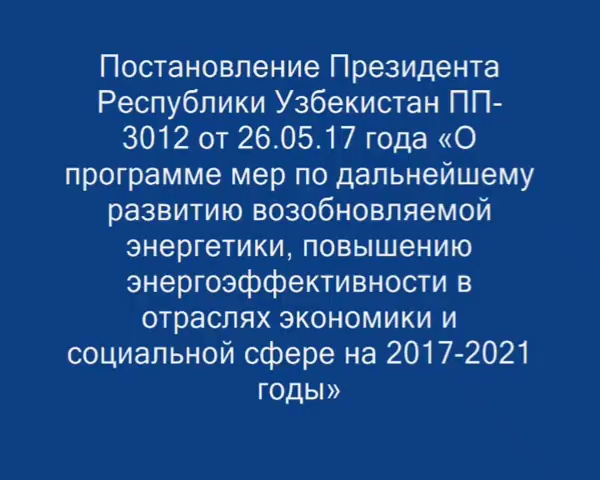 Постановление Президента
Республики Узбекистан ПП-
3012 от 26.05.17 года «О
программе мер по дальнейшему
развитию возобновляемой
энергетики, повышению
энергоэффективности в
отраслях экономики и
социальной сфере на 2017-2021
годы»